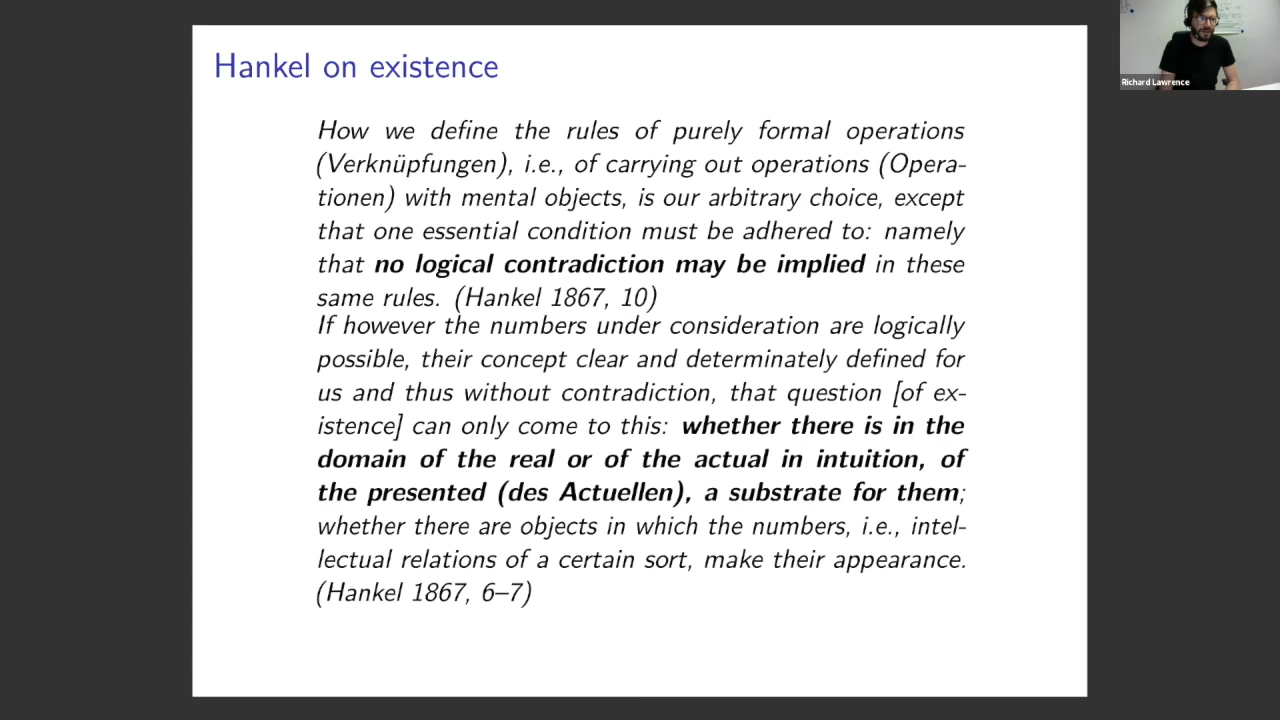 Hankel on existence
How we define the rules of purely formal operations
(Verknüpfungen), i.e., of carrying out operations (Opera-
tionen) with mental objects, is our arbitrary choice, except
that one essential condition must be adhered to: namely
that no logical contradiction may be implied in these
same rules. (Hankel 1867, 10)
If however the numbers under consideration are logically
possible, their concept clear and determinately defined for
us and thus without contradiction, that question [of ex-
istence] can only come to this: whether there is in the
domain of the real or of the actual in intuition, of
the presented (des Actuellen), a substrate for them;
whether there are objects in which the numbers, i.e., intel-
lectual relations of a certain sort, make their appearance.
(Hankel 1867, 6–7)
Richard Lawrence